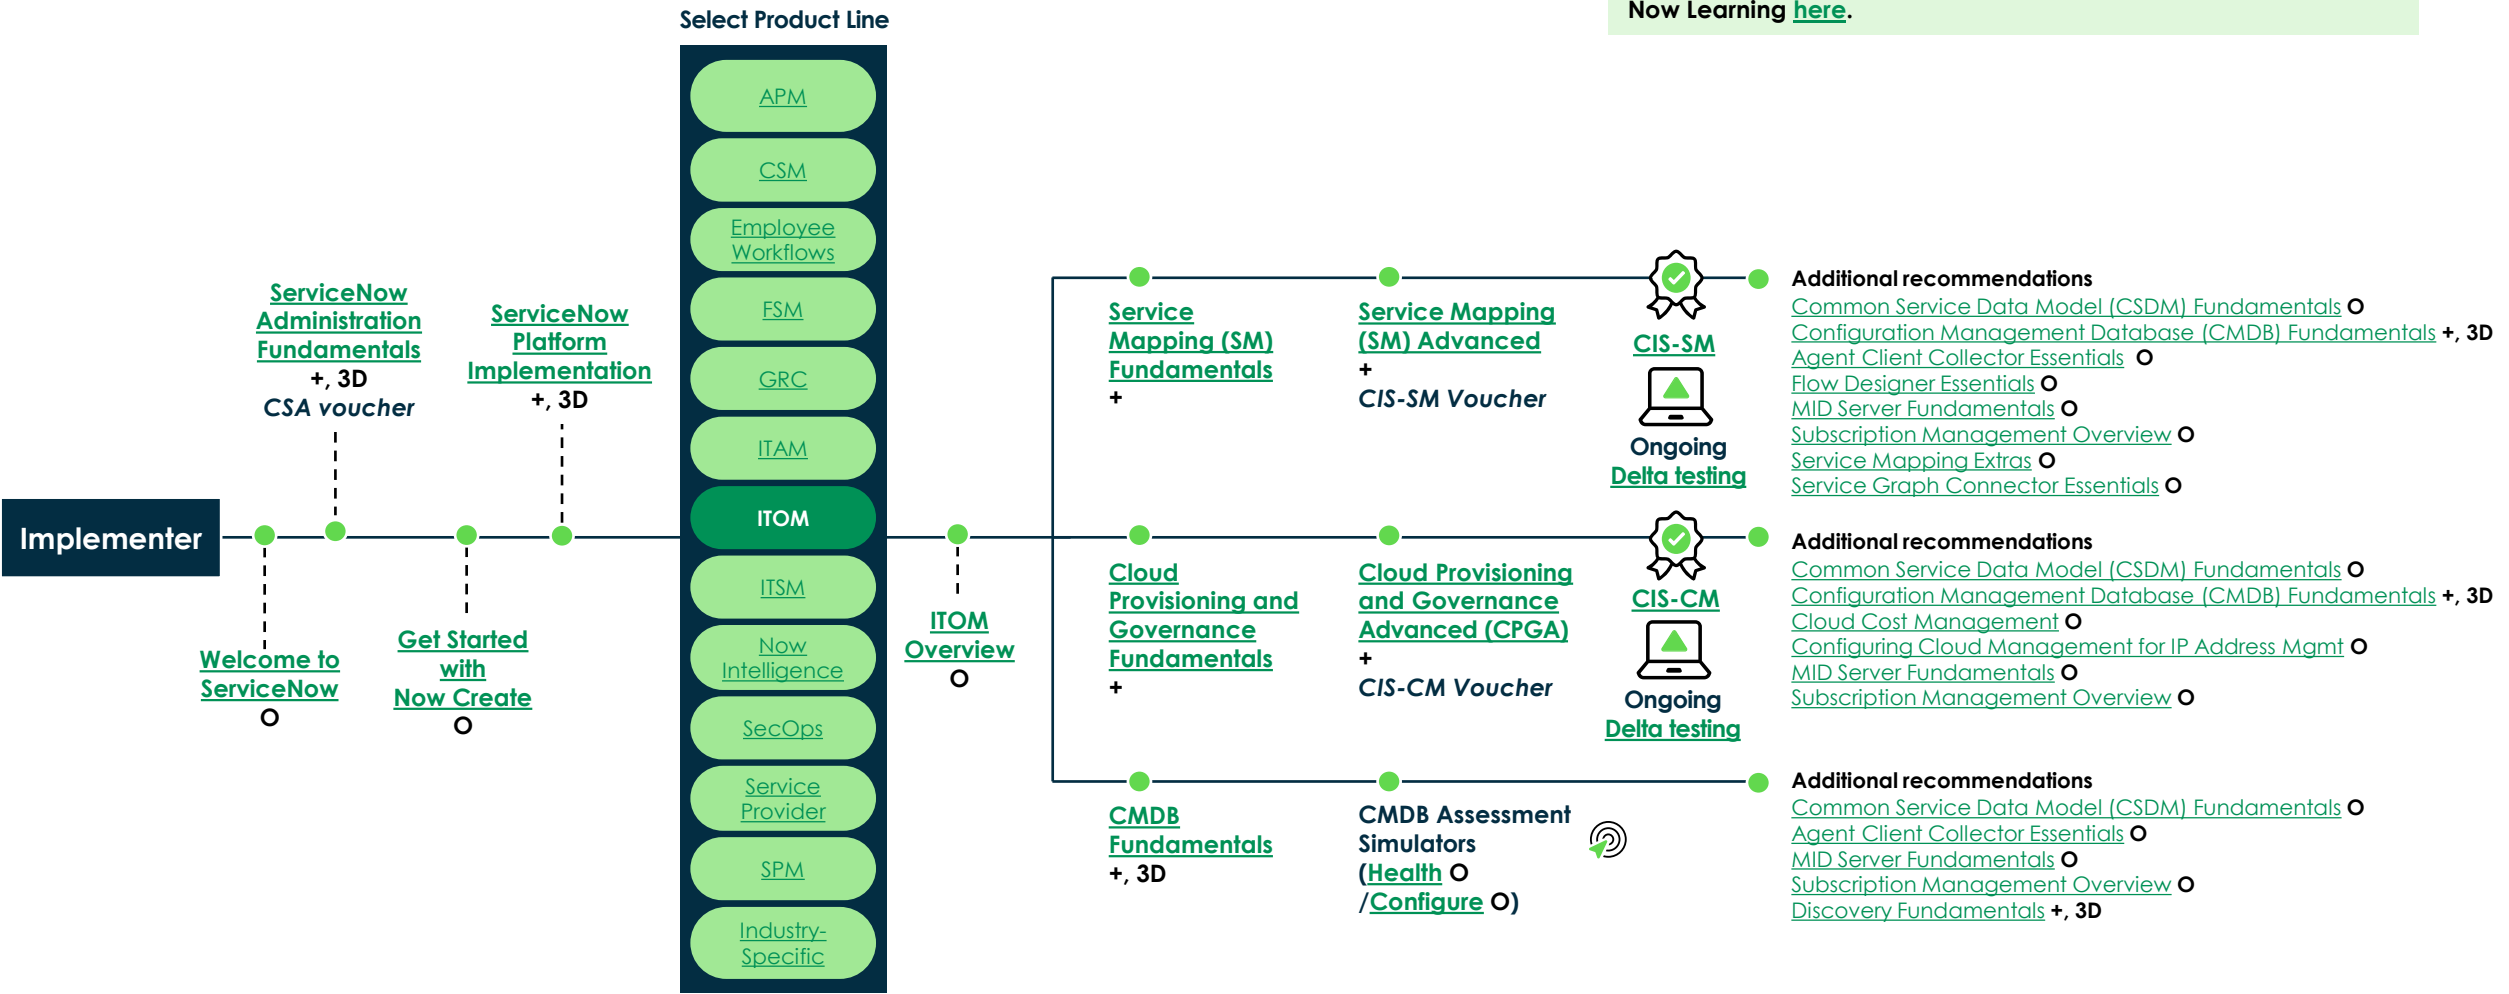 Select Product Line
Now Learning here.
APM
CSM
Employee
Workflows
FSM
GRC
ITAM
ITOM
ITSM
Now
Intelligence
SecOps
Service
Provider
SPM
Industry-
Specific
Implementer
Welcome to
ServiceNow
O
ServiceNow
Administration
Fundamentals
+, 3D
CSA voucher
Get Started
with
Now Create
O
ServiceNow
Platform
Implementation
+, 3D
ITOM
Overview
O
Service
Mapping (SM)
Fundamentals
+
Service Mapping
(SM) Advanced
+
CIS-SM Voucher
CIS-SM
Ongoing
Delta testing
Additional recommendations
Common Service Data Model (CSDM) Fundamentals O
Configuration Management Database (CMDB) Fundamentals +, 3D
Agent Client Collector Essentials O
Flow Designer Essentials O
MID Server Fundamentals O
Subscription Management Overview O
Service Mapping Extras O
Service Graph Connector Essentials O
Cloud
Provisioning and
Governance
Fundamentals
+
Cloud Provisioning
and Governance
Advanced (CPGA)
+
CIS-CM Voucher
CIS-CM
Ongoing
Delta testing
Additional recommendations
Common Service Data Model (CSDM) Fundamentals O
Configuration Management Database (CMDB) Fundamentals +, 3D
Cloud Cost Management O
Configuring Cloud Management for IP Address Mgmt O
MID Server Fundamentals O
Subscription Management Overview O
CMDB
Fundamentals
+, 3D
CMDB Assessment
Simulators
(Health O
/Configure O)
Additional recommendations
Common Service Data Model (CSDM) Fundamentals O
Agent Client Collector Essentials O
MID Server Fundamentals O
Subscription Management Overview O
Discovery Fundamentals +, 3D